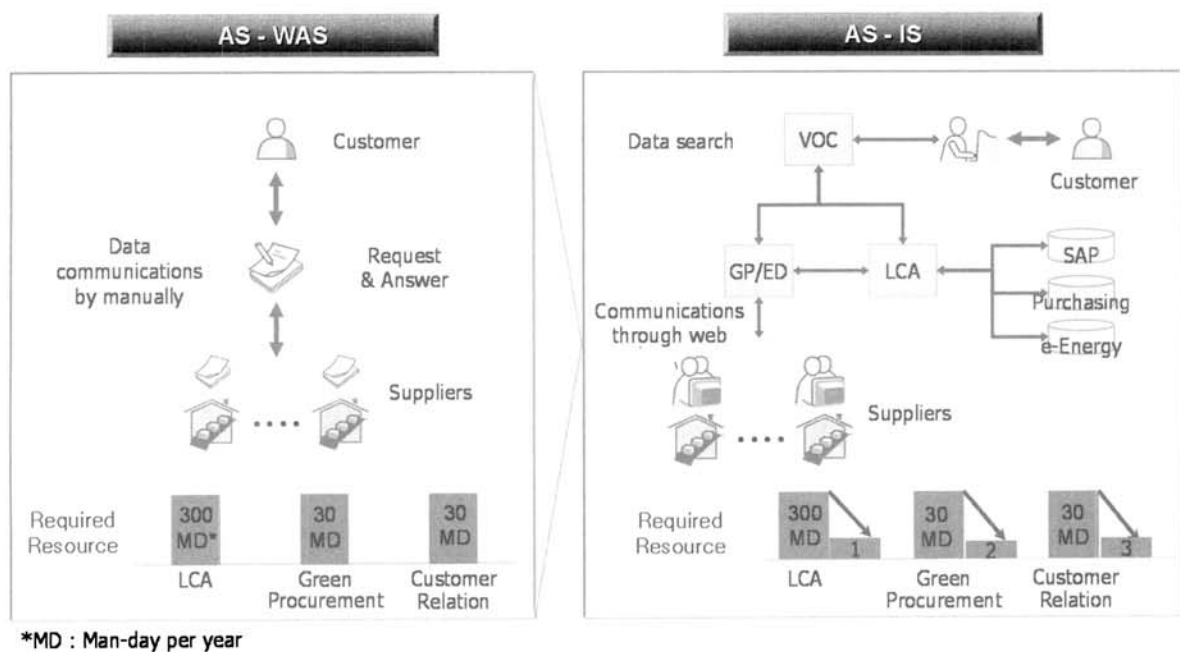 AS - WAS
Customer
Data
communications
by manually
Request
& Answer
Suppliers
Required
Resource
300
MD*
30
MD
30
MD
LCA
Green
Procurement
Customer
Relation
*MD : Man-day per year
AS - IS
Data search
VOC
Customer
GP/ED
LCA
SAP
Purchasing
e-Energy
Communications
through web
Suppliers
Required
Resource
300
MD
1
30
MD
2
30
MD
3
LCA
Green
Procurement
Customer
Relation